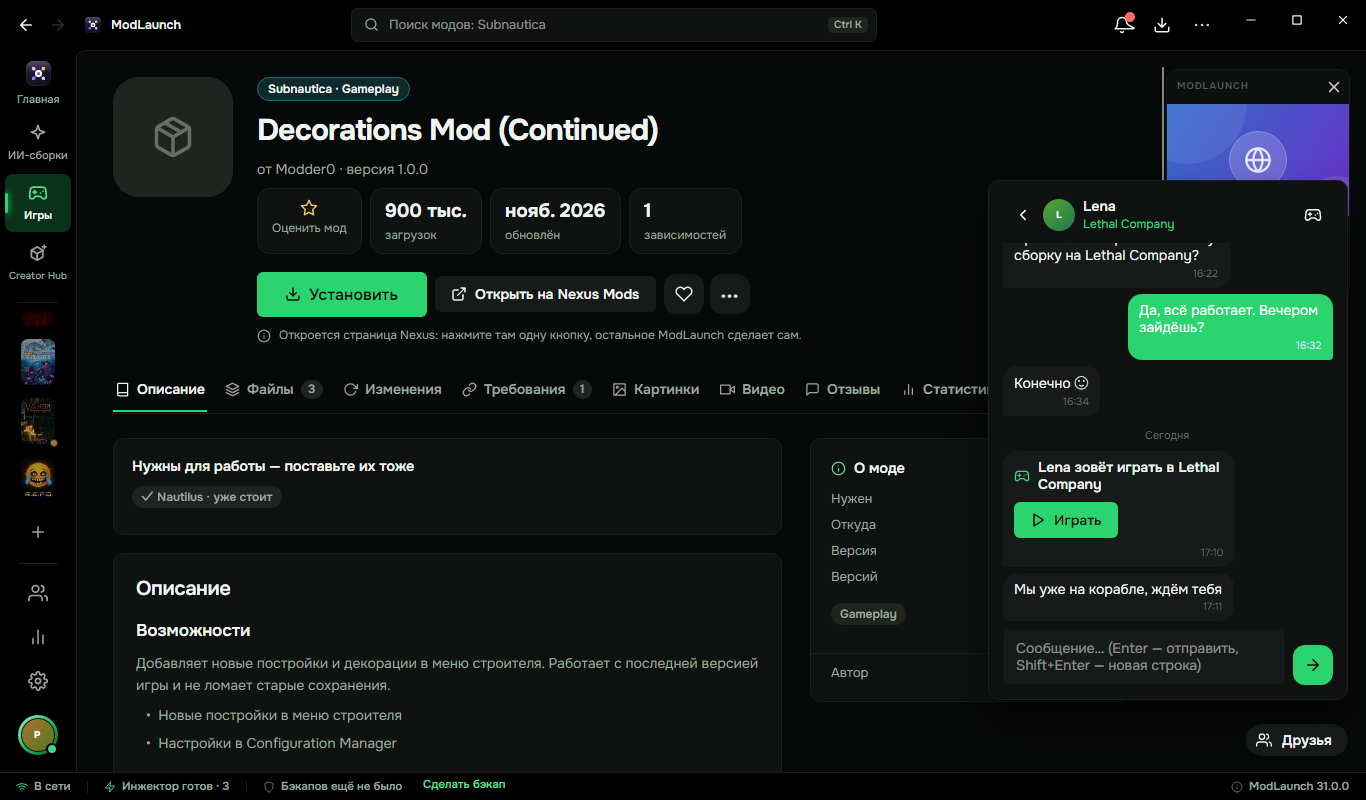 ModLaunch
Поиск модов: Subnautica
Ctrl K
Главная
ИИ-сборки
Игры
Creator Hub
R.E.P.O.
P
Subnautica · Gameplay
Decorations Mod (Continued)
от Modder0 · версия 1.0.0
Оценить мод
900 тыс.
загрузок
нояб. 2026
обновлён
1
зависимостей
Установить
Открыть на Nexus Mods
Откроется страница Nexus: нажмите там одну кнопку, остальное ModLaunch сделает сам.
Описание
Файлы 3
Изменения
Требования 1
Картинки
Видео
Отзывы
Нужны для работы — поставьте их тоже
Nautilus · уже стоит
Описание
Возможности
Добавляет новые постройки и декорации в меню строителя. Работает с последней версией
игры и не ломает старые сохранения.
• Новые постройки в меню строителя
• Настройки в Configuration Manager
О моде
Нужен
Откуда
Версия
Версий
Gameplay
Автор
MODLAUNCH
L
Lena
Lethal Company
сборку на Lethal Company?
16:22
Да, всё работает. Вечером
зайдёшь?
16:32
Конечно 🙂
16:34
Сегодня
Lena зовёт играть в Lethal
Company
Играть
17:10
Мы уже на корабле, ждём тебя
17:11
Сообщение... (Enter — отправить,
Shift+Enter — новая строка)
Друзья
В сети
Инжектор готов · 3
Бэкапов ещё не было
Сделать бэкап
ModLaunch 31.0.0